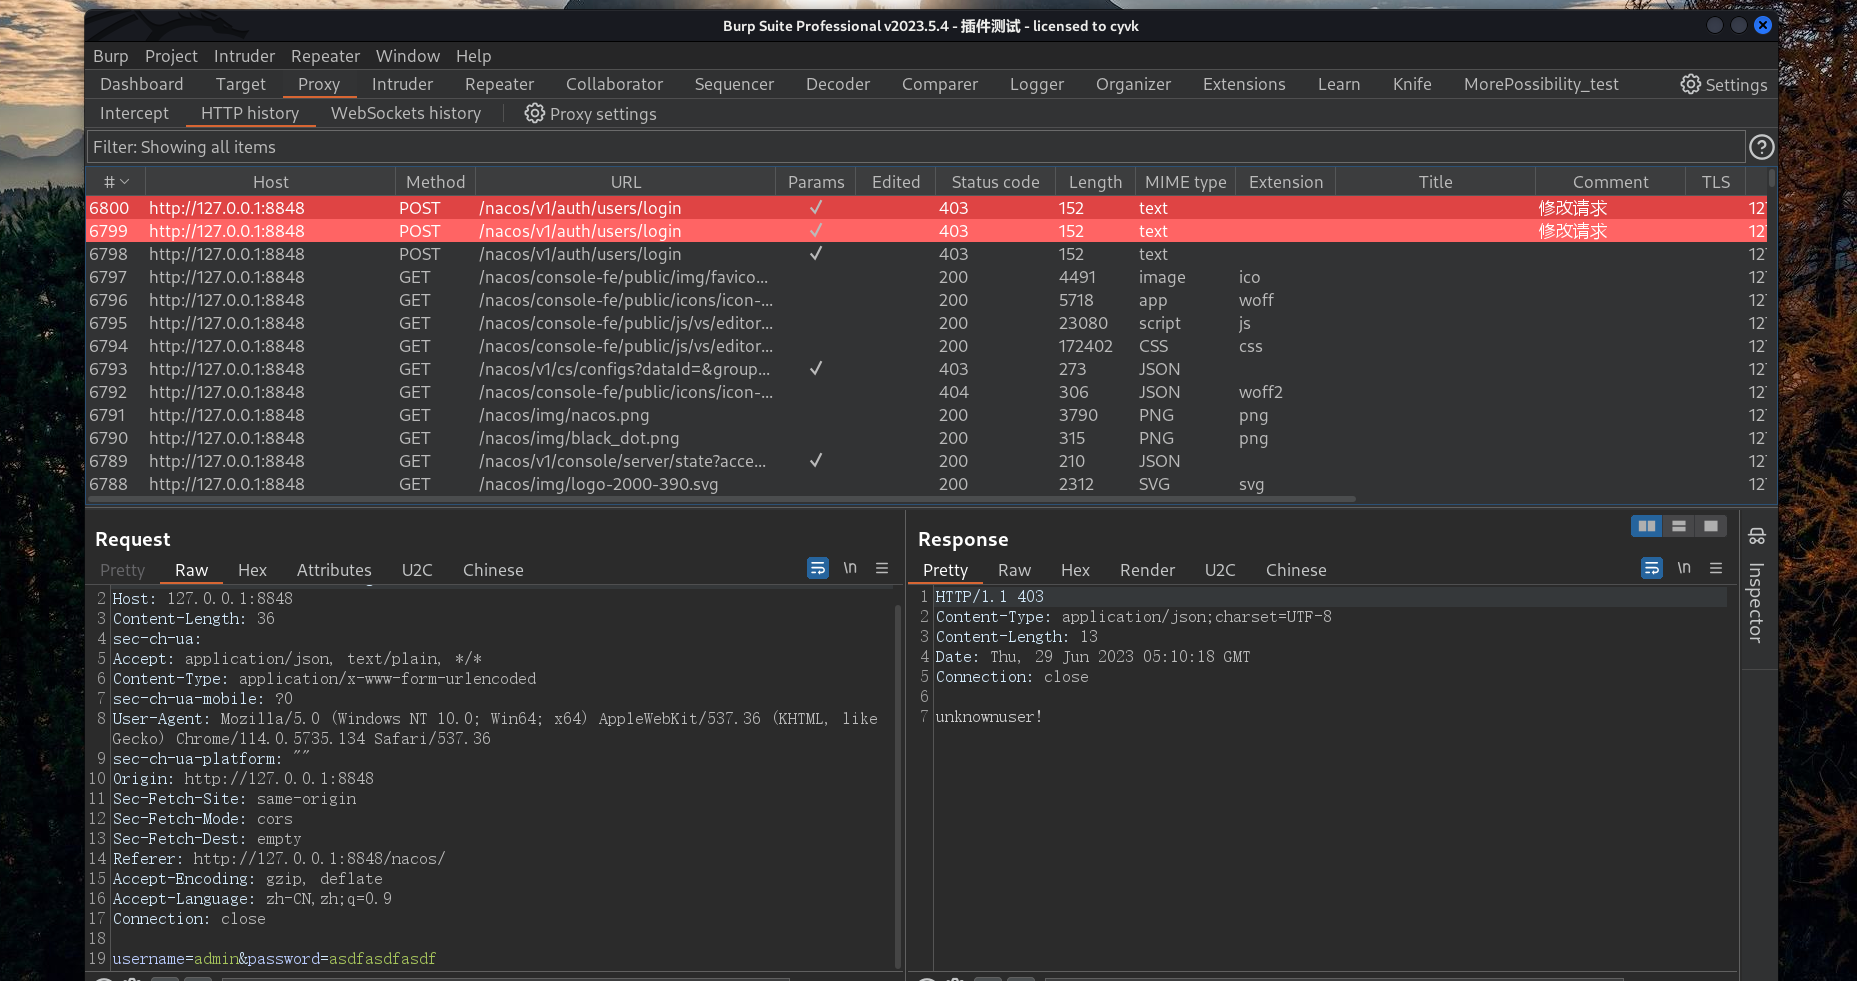 Burp Suite Professional v2023.5.4 - 插件测试 - licensed to cyvk
Burp Project Intruder Repeater Window Help
Dashboard Target Proxy Intruder Repeater Collaborator Sequencer Decoder Comparer Logger Organizer Extensions Learn Knife MorePossibility_test Settings
Intercept HTTP history WebSockets history Proxy settings
Filter: Showing all items ?
# Host Method URL Params Edited Status code Length MIME type Extension Title Comment TLS
6800 http://127.0.0.1:8848 POST /nacos/v1/auth/users/login ✓ 403 152 text 修改请求 12
6799 http://127.0.0.1:8848 POST /nacos/v1/auth/users/login ✓ 403 152 text 修改请求 12
6798 http://127.0.0.1:8848 POST /nacos/v1/auth/users/login ✓ 403 152 text 12
6797 http://127.0.0.1:8848 GET /nacos/console-fe/public/img/favico... 200 4491 image ico 12
6796 http://127.0.0.1:8848 GET /nacos/console-fe/public/icons/icon-... 200 5718 app woff 12
6795 http://127.0.0.1:8848 GET /nacos/console-fe/public/js/vs/editor... 200 23080 script js 12
6794 http://127.0.0.1:8848 GET /nacos/console-fe/public/js/vs/editor... 200 172402 CSS css 12
6793 http://127.0.0.1:8848 GET /nacos/v1/cs/configs?dataId=&group... ✓ 403 273 JSON 12
6792 http://127.0.0.1:8848 GET /nacos/console-fe/public/icons/icon-... 404 306 JSON woff2 12
6791 http://127.0.0.1:8848 GET /nacos/img/nacos.png 200 3790 PNG png 12
6790 http://127.0.0.1:8848 GET /nacos/img/black_dot.png 200 315 PNG png 12
6789 http://127.0.0.1:8848 GET /nacos/v1/console/server/state?acce... ✓ 200 210 JSON 12
6788 http://127.0.0.1:8848 GET /nacos/img/logo-2000-390.svg 200 2312 SVG svg 12
Request
Pretty Raw Hex Attributes U2C Chinese \n
2 Host: 127.0.0.1:8848
3 Content-Length: 36
4 sec-ch-ua:
5 Accept: application/json, text/plain, */*
6 Content-Type: application/x-www-form-urlencoded
7 sec-ch-ua-mobile: ?0
8 User-Agent: Mozilla/5.0 (Windows NT 10.0; Win64; x64) AppleWebKit/537.36 (KHTML, like
Gecko) Chrome/114.0.5735.134 Safari/537.36
9 sec-ch-ua-platform: ""
10 Origin: http://127.0.0.1:8848
11 Sec-Fetch-Site: same-origin
12 Sec-Fetch-Mode: cors
13 Sec-Fetch-Dest: empty
14 Referer: http://127.0.0.1:8848/nacos/
15 Accept-Encoding: gzip, deflate
16 Accept-Language: zh-CN,zh;q=0.9
17 Connection: close
18
19 username=admin&password=asdfasdfasdf
Response
Pretty Raw Hex Render U2C Chinese \n
1 HTTP/1.1 403
2 Content-Type: application/json;charset=UTF-8
3 Content-Length: 13
4 Date: Thu, 29 Jun 2023 05:10:18 GMT
5 Connection: close
6
7 unknownuser!
Inspector